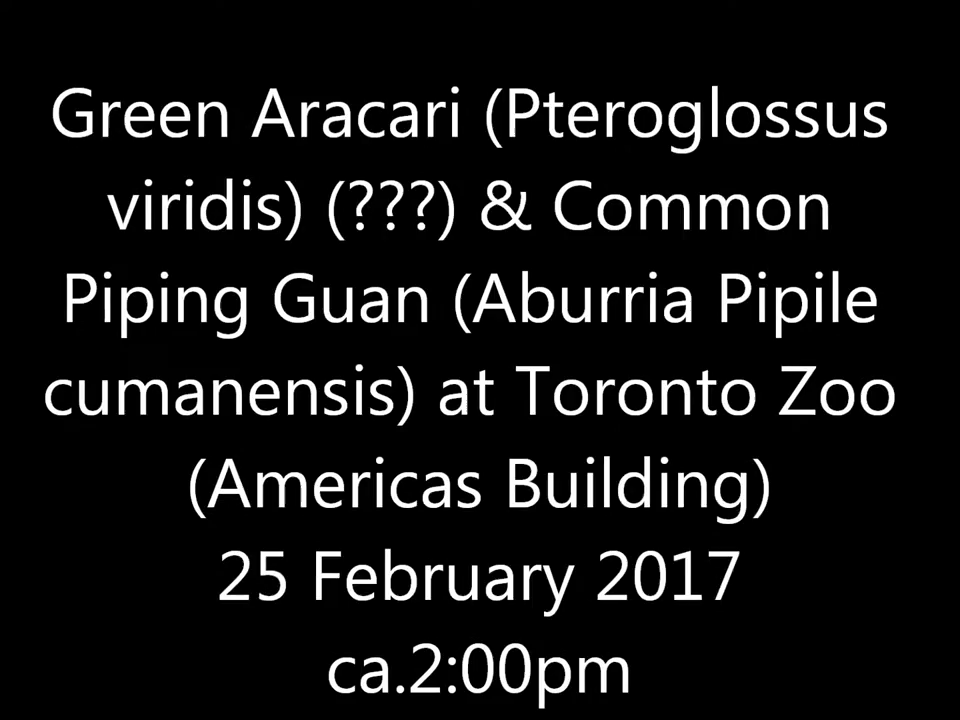 Green Aracari (Pteroglossus
viridis) (???) & Common
Piping Guan (Aburria Pipile
cumanensis) at Toronto Zoo
(Americas Building)
25 February 2017
ca.2:00pm